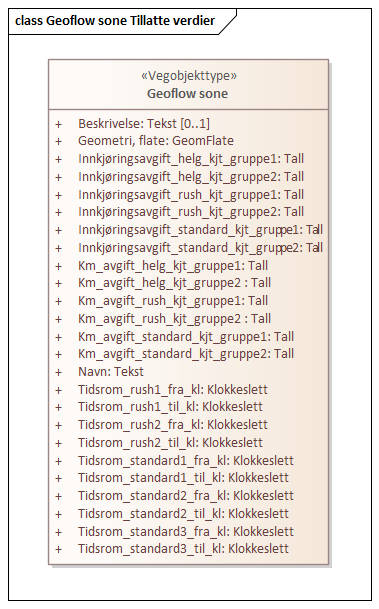 class Geoflow sone Tillatte verdier
«Vegobjekttype»
Geoflow sone
+ Beskrivelse: Tekst [0..1]
+ Geometri, flate: GeomFlate
+ Innkjøringsavgift_helg_kjt_gruppe1: Tall
+ Innkjøringsavgift_helg_kjt_gruppe2: Tall
+ Innkjøringsavgift_rush_kjt_gruppe1: Tall
+ Innkjøringsavgift_rush_kjt_gruppe2: Tall
+ Innkjøringsavgift_standard_kjt_gruppe1: Tall
+ Innkjøringsavgift_standard_kjt_gruppe2: Tall
+ Km_avgift_helg_kjt_gruppe1: Tall
+ Km_avgift_helg_kjt_gruppe2 : Tall
+ Km_avgift_rush_kjt_gruppe1: Tall
+ Km_avgift_rush_kjt_gruppe2 : Tall
+ Km_avgift_standard_kjt_gruppe1: Tall
+ Km_avgift_standard_kjt_gruppe2: Tall
+ Navn: Tekst
+ Tidsrom_rush1_fra_kl: Klokkeslett
+ Tidsrom_rush1_til_kl: Klokkeslett
+ Tidsrom_rush2_fra_kl: Klokkeslett
+ Tidsrom_rush2_til_kl: Klokkeslett
+ Tidsrom_standard1_fra_kl: Klokkeslett
+ Tidsrom_standard1_til_kl: Klokkeslett
+ Tidsrom_standard2_fra_kl: Klokkeslett
+ Tidsrom_standard2_til_kl: Klokkeslett
+ Tidsrom_standard3_fra_kl: Klokkeslett
+ Tidsrom_standard3_til_kl: Klokkeslett